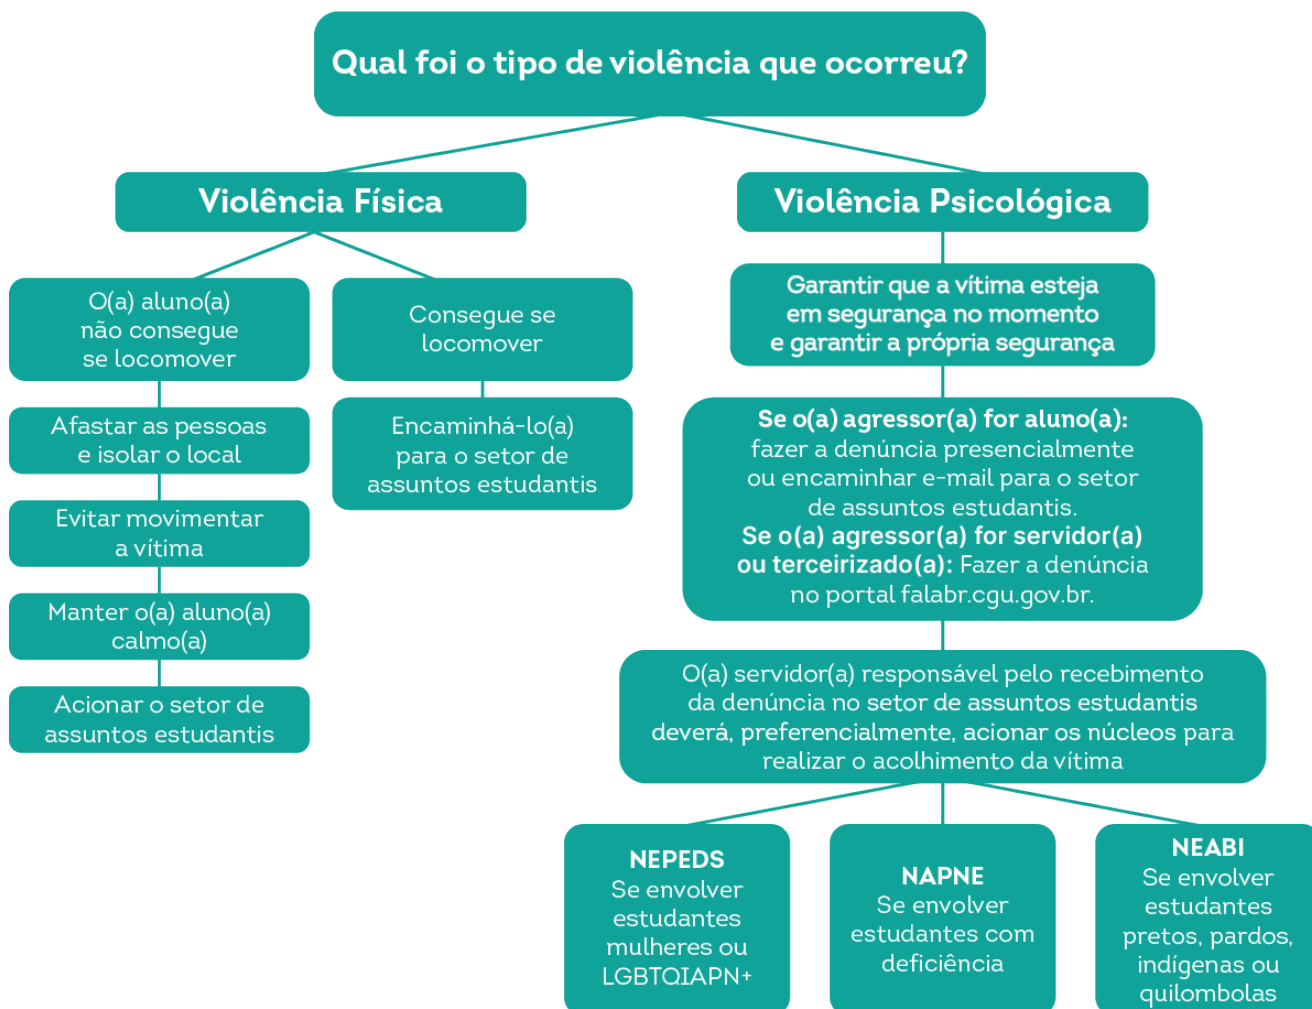 Qual foi o tipo de violência que ocorreu?
Violência Física
O(a) aluno(a)
não consegue
se locomover
Afastar as pessoas
e isolar o local
Evitar movimentar
a vítima
Manter o(a) aluno(a)
calmo(a)
Acionar o setor de
assuntos estudantis
Consegue se
locomover
Encaminhá-lo(a)
para o setor de
assuntos estudantis
Violência Psicológica
Garantir que a vítima esteja
em segurança no momento
e garantir a própria segurança
Se o(a) agressor(a) for aluno(a):
fazer a denúncia presencialmente
ou encaminhar e-mail para o setor
de assuntos estudantis.
Se o(a) agressor(a) for servidor(a)
ou terceirizado(a): Fazer a denúncia
no portal falabr.cgu.gov.br.
O(a) servidor(a) responsável pelo recebimento
da denúncia no setor de assuntos estudantis
deverá, preferencialmente, acionar os núcleos para
realizar o acolhimento da vítima
NEPEDS
Se envolver
estudantes
mulheres ou
LGBTQIAPN+
NAPNE
Se envolver
estudantes com
deficiência
NEABI
Se envolver
estudantes
pretos, pardos,
indígenas ou
quilombolas